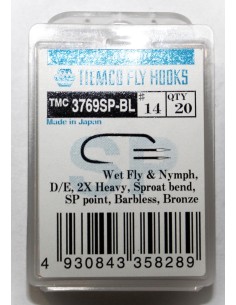 TIEMCO FLY HOOKS
TMC 3769SP-BL # 14 QTY 20
Made in Japan
SP
Wet Fly & Nymph,
D/E, 2X Heavy, Sproat bend,
SP point, Barbless, Bronze
4 930843 358289